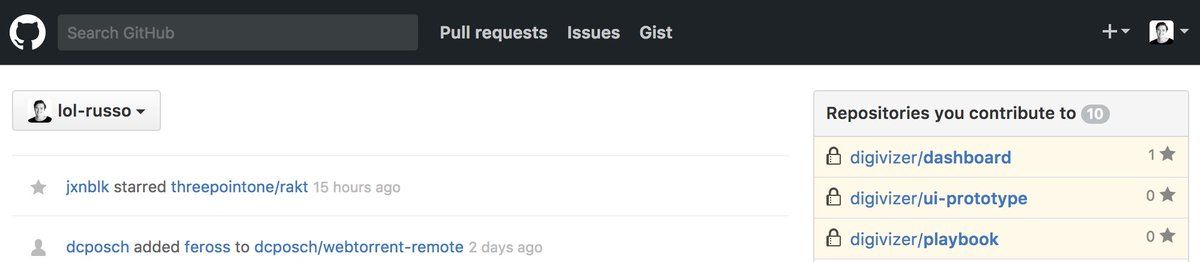 Search GitHub Pull requests Issues Gist
lol-russo
jxnblk starred threepointone/rakt 15 hours ago
dcposch added feross to dcposch/webtorrent-remote 2 days ago
Repositories you contribute to 10
digivizer/dashboard 1
digivizer/ui-prototype 0
digivizer/playbook 0